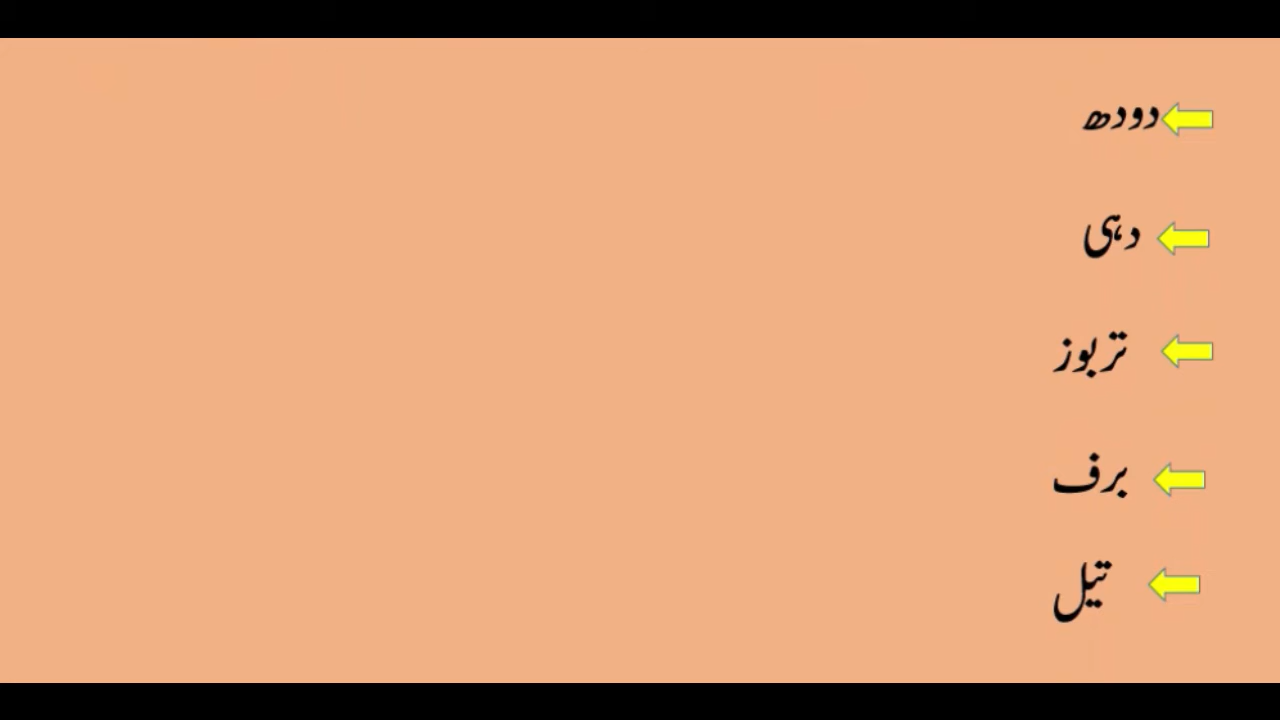 دودھ
دہی
تربوز
برف
تیل